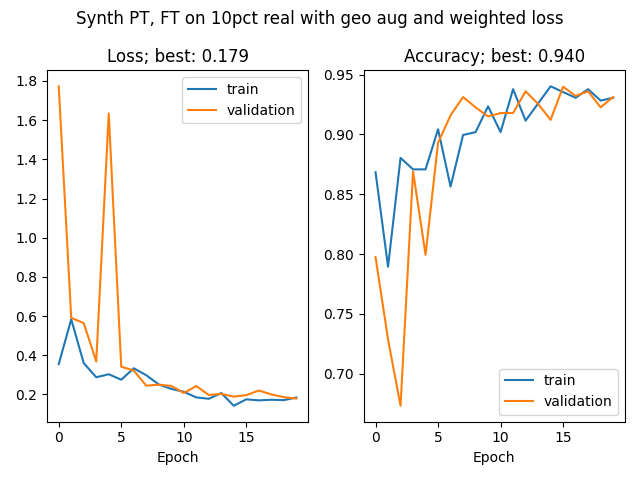 Synth PT, FT on 10pct real with geo aug and weighted loss
Loss; best: 0.179
1.8
1.6
1.4
1.2
1.0
0.8
0.6
0.4
0.2
0
5
10
15
Epoch
train
validation
Accuracy; best: 0.940
0.95
0.90
0.85
0.80
0.75
0.70
0
5
10
15
Epoch
train
validation